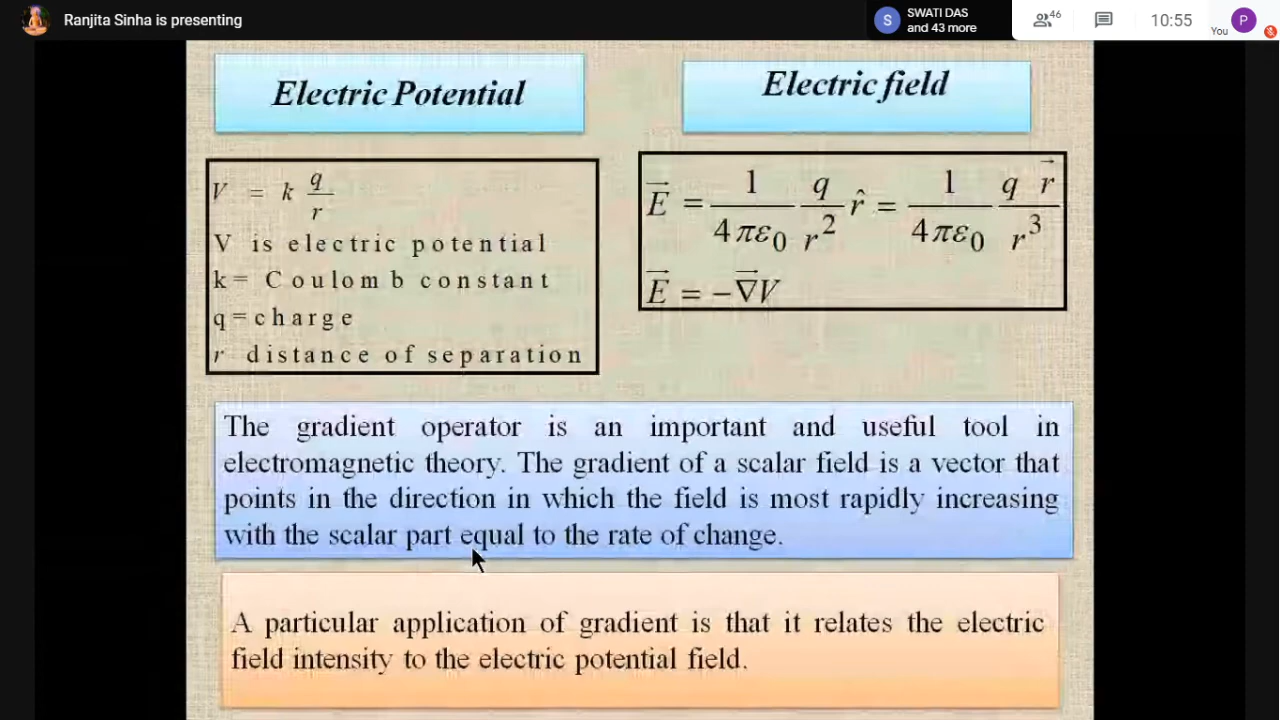 Ranjita Sinha is presenting
S
SWATI DAS
and 43 more
46
10:55
You
P
Electric Potential
Electric field
V = k q/r
V is electric potential
k= Coulomb constant
q=charge
r distance of separation
E⃗ = 1/(4πε₀) q/r² r̂ = 1/(4πε₀) q r⃗/r³
E⃗ = −∇⃗V
The gradient operator is an important and useful tool in
electromagnetic theory. The gradient of a scalar field is a vector that
points in the direction in which the field is most rapidly increasing
with the scalar part equal to the rate of change.
A particular application of gradient is that it relates the electric
field intensity to the electric potential field.